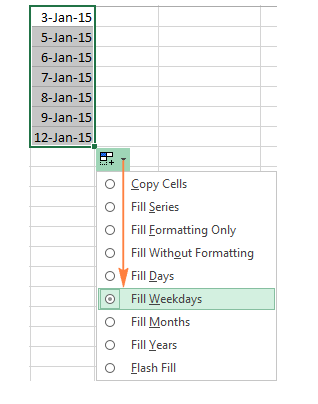 3-Jan-15
5-Jan-15
6-Jan-15
7-Jan-15
8-Jan-15
9-Jan-15
12-Jan-15
Copy Cells
Fill Series
Fill Formatting Only
Fill Without Formatting
Fill Days
Fill Weekdays
Fill Months
Fill Years
Flash Fill